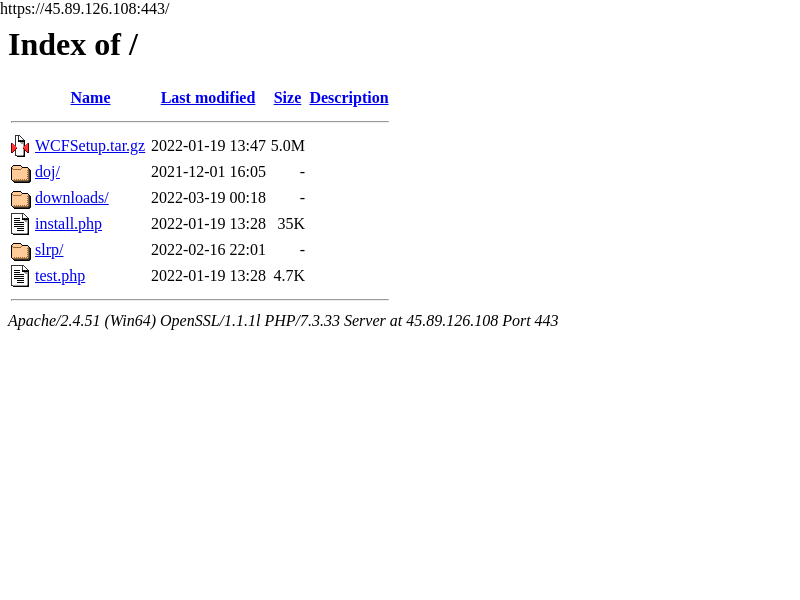 https://45.89.126.108:443/
Index of /
Name Last modified Size Description
WCFSetup.tar.gz 2022-01-19 13:47 5.0M
doj/ 2021-12-01 16:05 -
downloads/ 2022-03-19 00:18 -
install.php 2022-01-19 13:28 35K
slrp/ 2022-02-16 22:01 -
test.php 2022-01-19 13:28 4.7K
Apache/2.4.51 (Win64) OpenSSL/1.1.1l PHP/7.3.33 Server at 45.89.126.108 Port 443